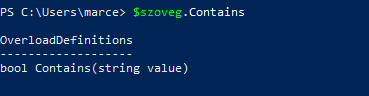 PS C:\Users\marce> $szoveg.Contains
OverloadDefinitions
-------------------
bool Contains(string value)